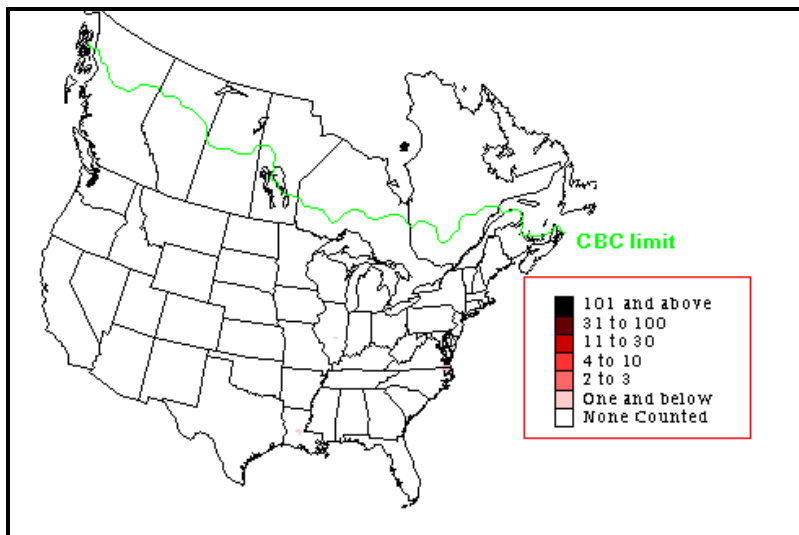 CBC limit
101 and above
31 to 100
11 to 30
4 to 10
2 to 3
One and below
None Counted